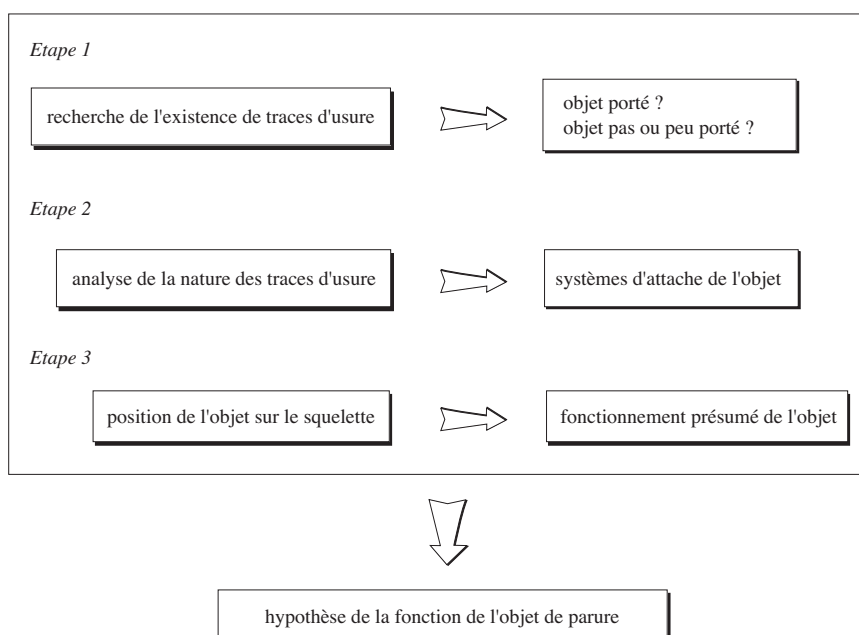 Etape 1
recherche de l'existence de traces d'usure
objet porté ?
objet pas ou peu porté ?
Etape 2
analyse de la nature des traces d'usure
systèmes d'attache de l'objet
Etape 3
position de l'objet sur le squelette
fonctionnement présumé de l'objet
hypothèse de la fonction de l'objet de parure